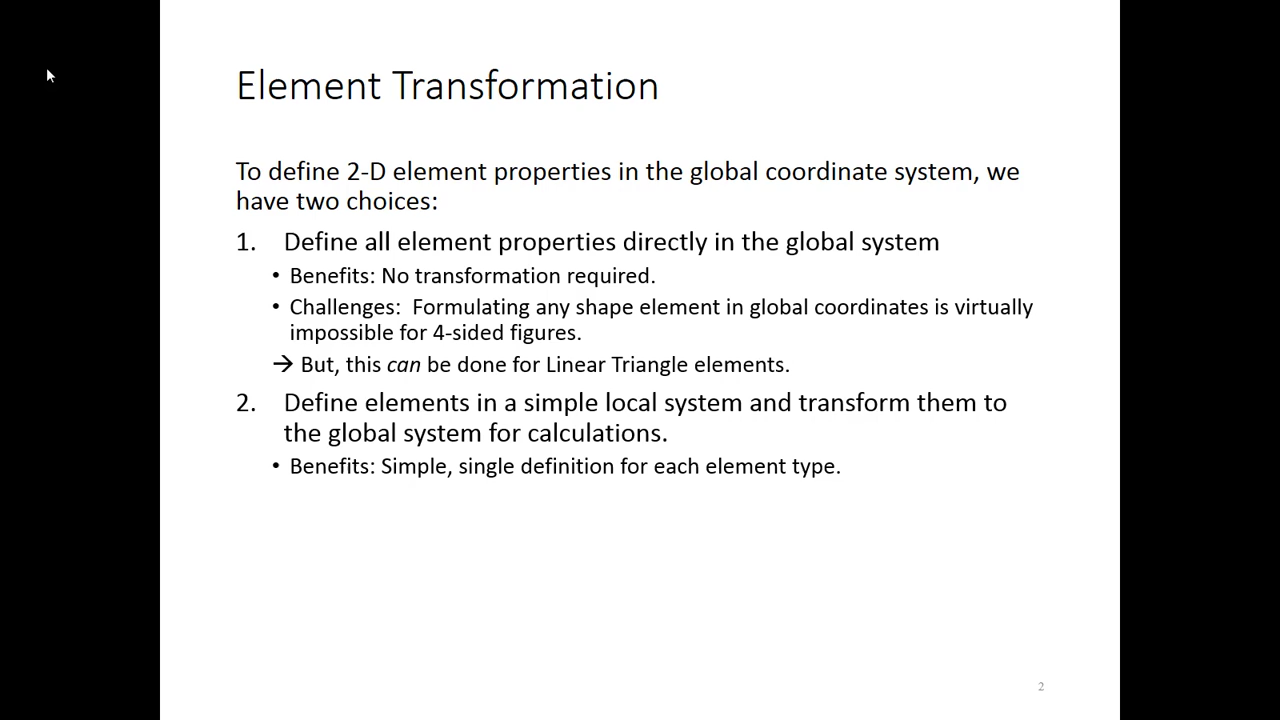 Element Transformation
To define 2-D element properties in the global coordinate system, we
have two choices:
1. Define all element properties directly in the global system
• Benefits: No transformation required.
• Challenges:  Formulating any shape element in global coordinates is virtually
impossible for 4-sided figures.
→ But, this can be done for Linear Triangle elements.
2. Define elements in a simple local system and transform them to
the global system for calculations.
• Benefits: Simple, single definition for each element type.
2